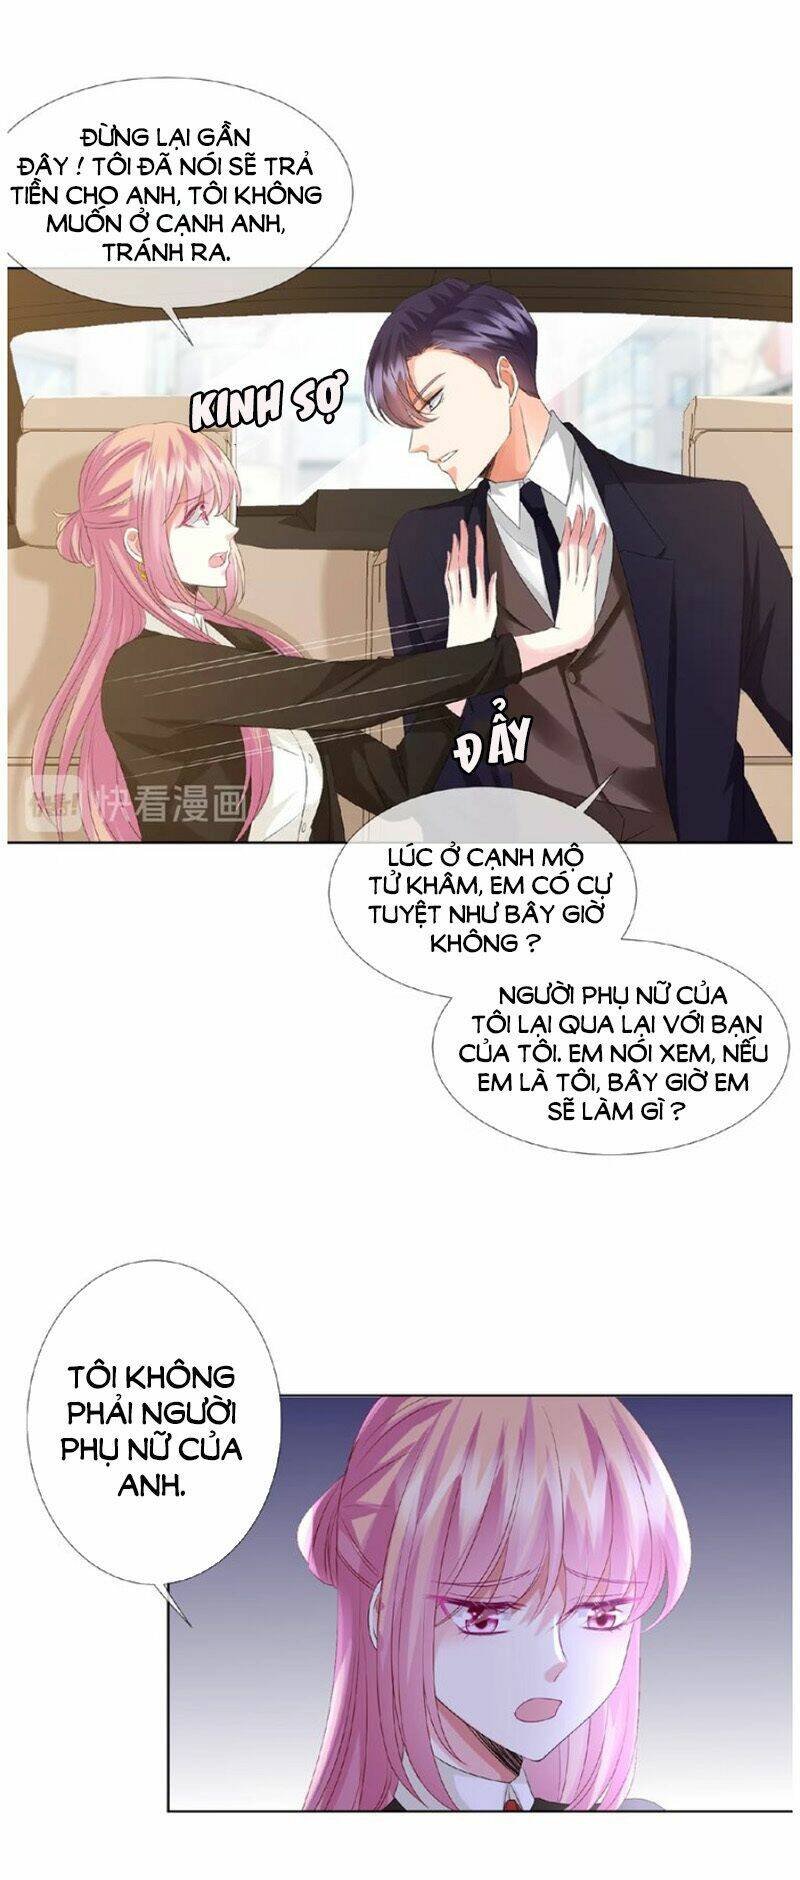 ĐỪNG LẠI GẦN
ĐÂY! TÔI ĐÃ NÓI SẼ TRẢ
TIỀN CHO ANH, TÔI KHÔNG
MUỐN Ở CẠNH ANH,
TRÁNH RA.
KINH SỢ
ĐẨY
快看漫画
LÚC Ở CẠNH MỘ
TỬ KHÂM, EM CÓ CỰ
TUYỆT NHƯ BÂY GIỜ
KHÔNG ?
NGƯỜI PHỤ NỮ CỦA
TÔI LẠI QUA LẠI VỚI BẠN
CỦA TÔI. EM NÓI XEM, NẾU
EM LÀ TÔI, BÂY GIỜ EM
SẼ LÀM GÌ ?
TÔI KHÔNG
PHẢI NGƯỜI
PHỤ NỮ CỦA
ANH.